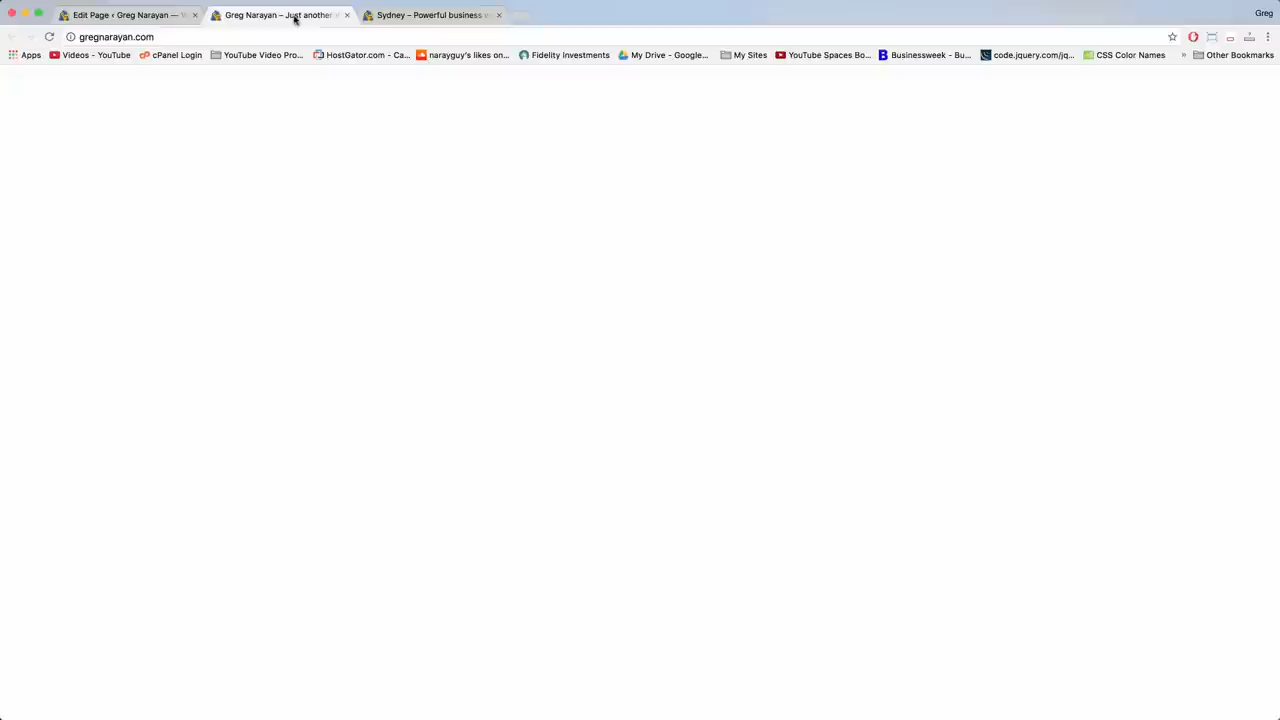 Edit Page ‹ Greg Narayan —
Greg Narayan – Just another
Sydney – Powerful business
Greg
gregnarayan.com
Apps
Videos - YouTube
cPanel Login
YouTube Video Pro...
HostGator.com - Ca...
narayguy's likes on...
Fidelity Investments
My Drive - Google...
My Sites
YouTube Spaces Bo...
Businessweek - Bu...
code.jquery.com/jq...
CSS Color Names
»
Other Bookmarks